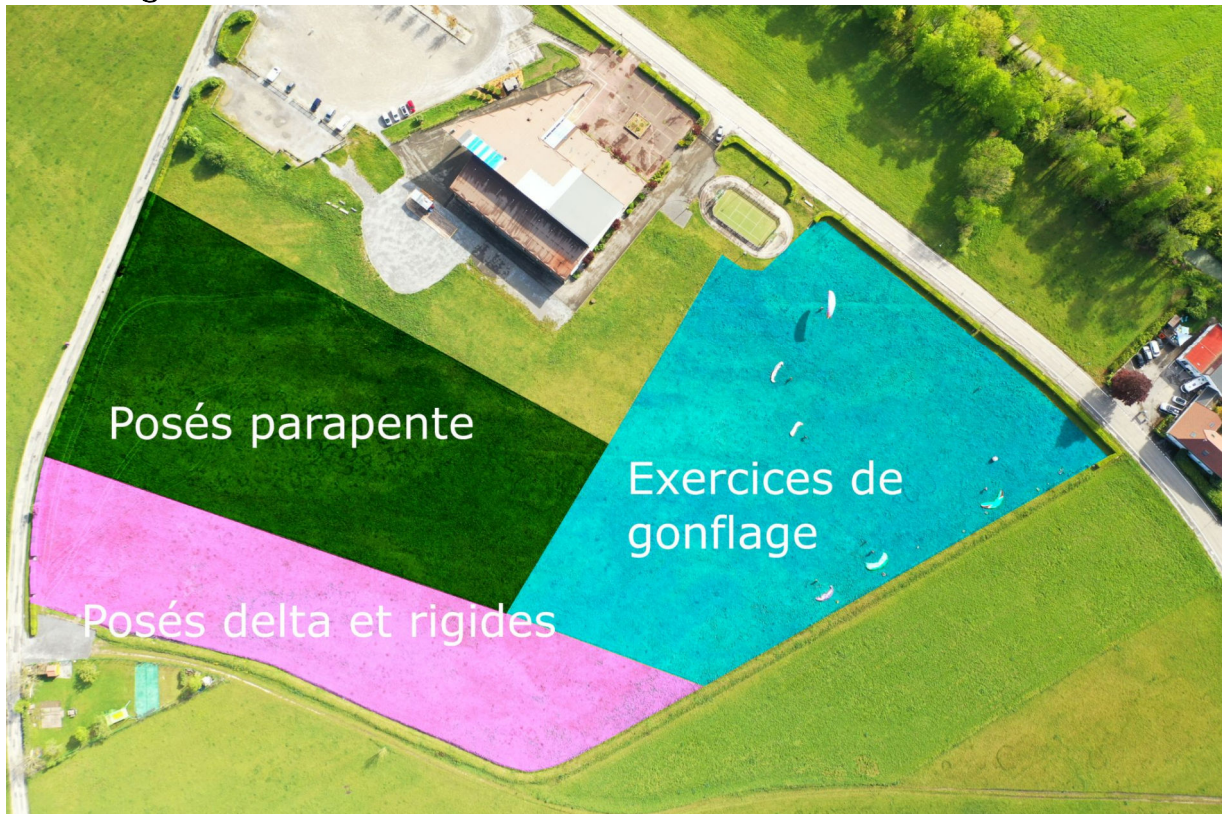 Posés parapente
Exercices de
gonflage
Posés delta et rigides